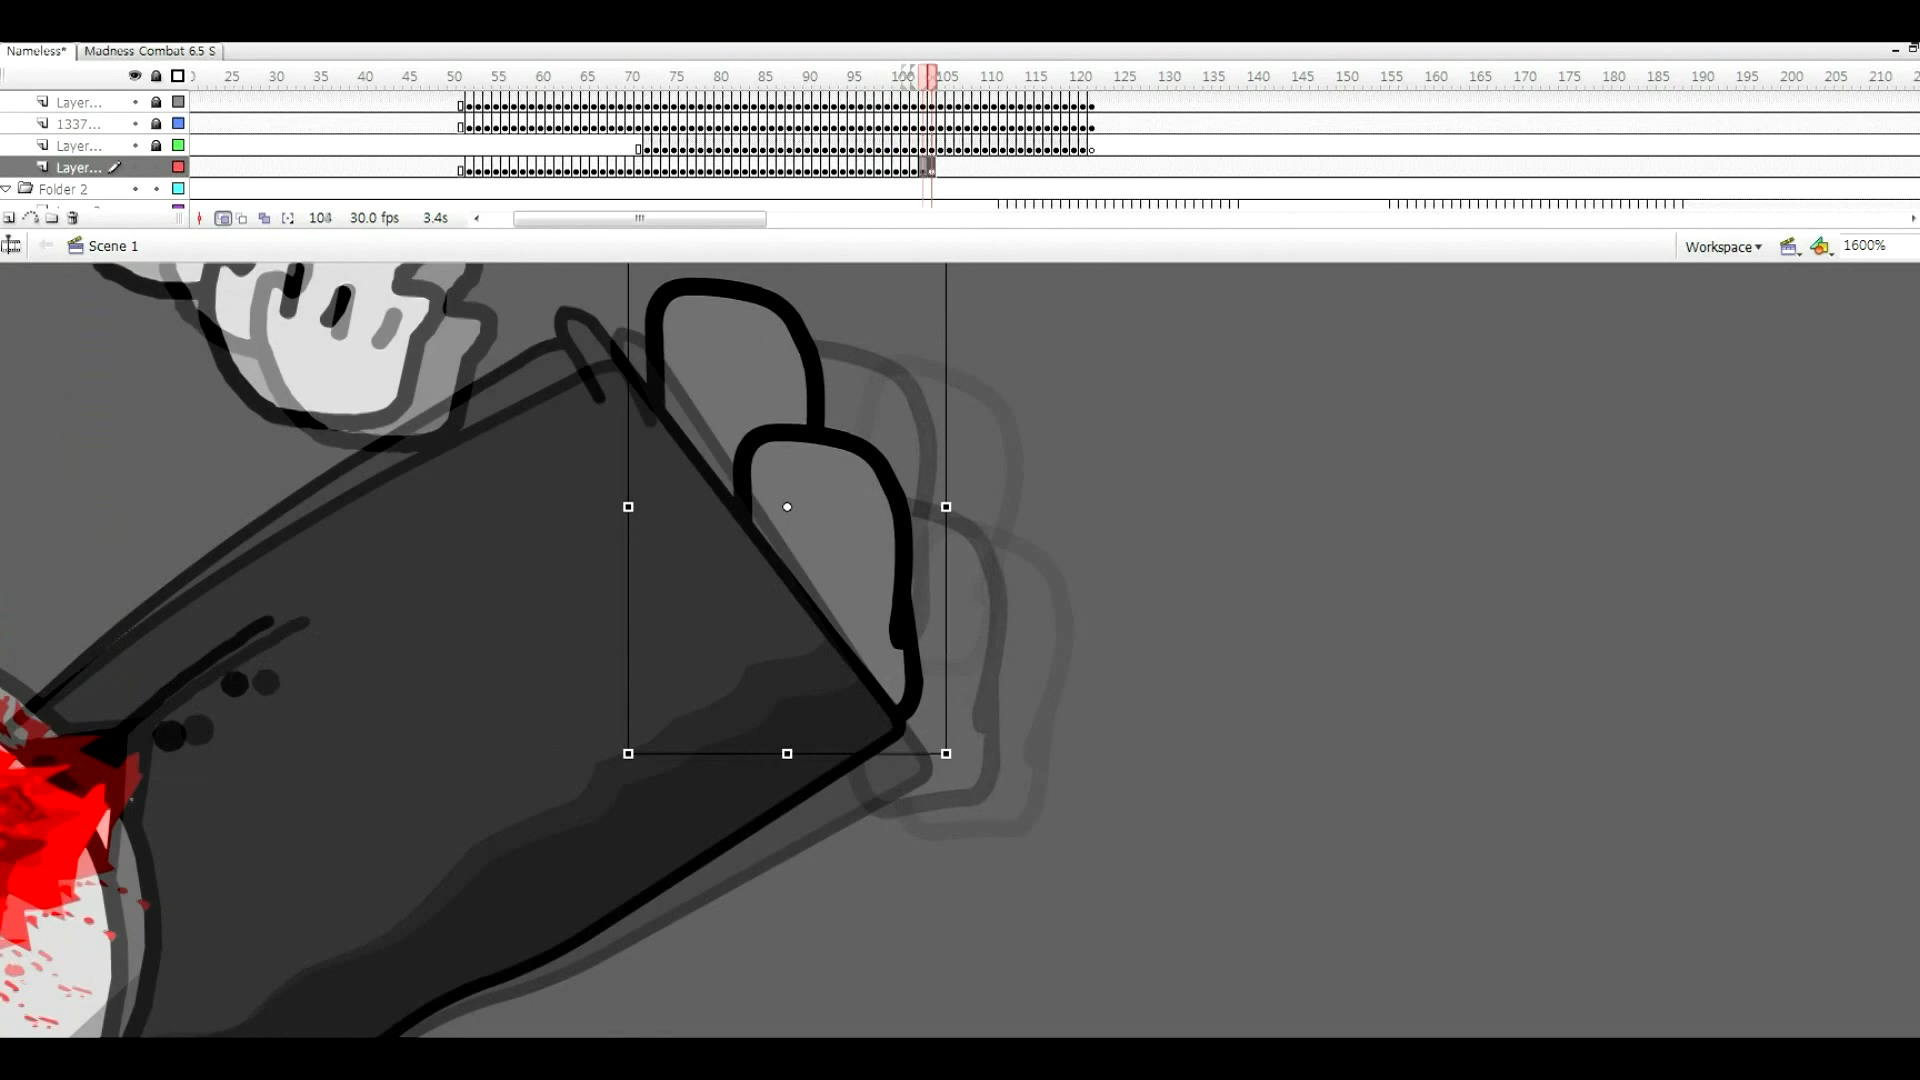 Nameless* Madness Combat 6.5 S
25 30 35 40 45 50 55 60 65 70 75 80 85 90 95 100 105 110 115 120 125 130 135 140 145 150 155 160 165 170 175 180 185 190 195 200 205 210
Layer...
1337...
Layer...
Layer...
Folder 2
104 30.0 fps 3.4s
Scene 1 Workspace 1600%